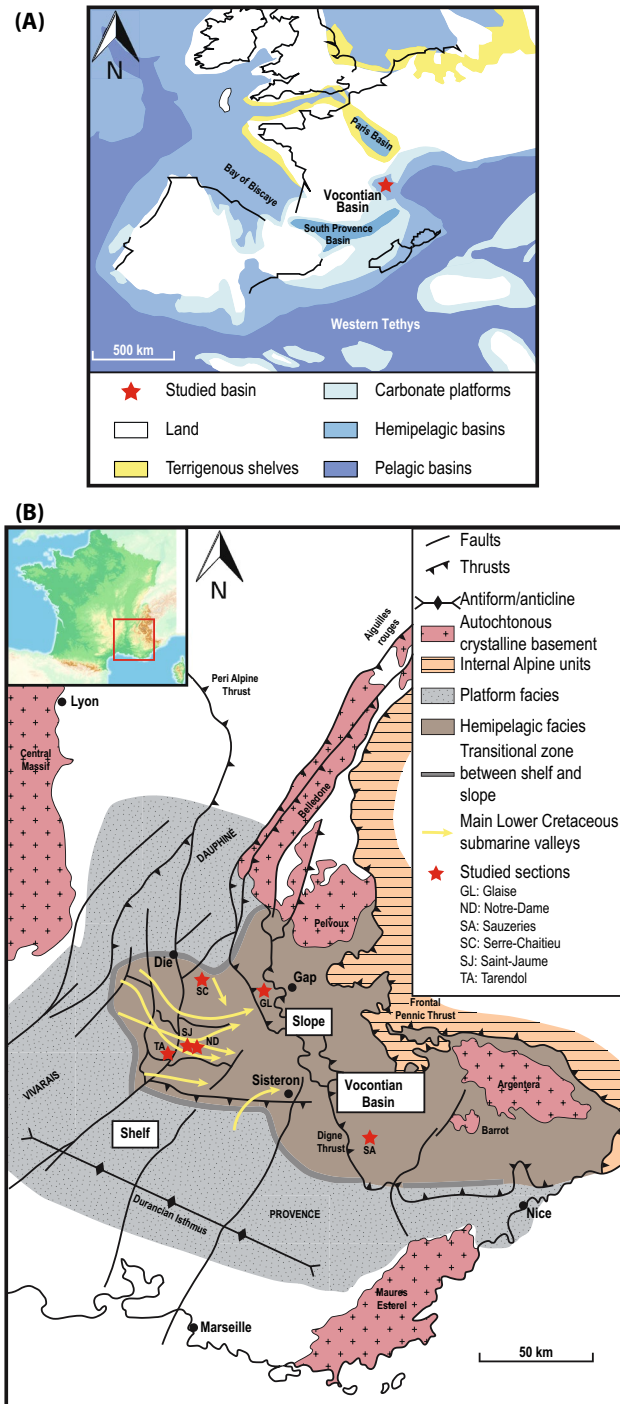 (A)
N
Paris Basin
Bay of Biscaye
Vocontian
Basin
South Provence
Basin
Western Tethys
500 km
Studied basin
Carbonate platforms
Land
Hemipelagic basins
Terrigenous shelves
Pelagic basins
(B)
N
Faults
Thrusts
Antiform/anticline
Autochtonous
crystalline basement
Internal Alpine units
Platform facies
Hemipelagic facies
Transitional zone
between shelf and
slope
Main Lower Cretaceous
submarine valleys
Studied sections
GL: Glaise
ND: Notre-Dame
SA: Sauzeries
SC: Serre-Chaitieu
SJ: Saint-Jaume
TA: Tarendol
Aiguilles
rouges
Peri Alpine
Thrust
Lyon
Central
Massif
Belledone
DAUPHINÉ
Pelvoux
Die
SC
GL
Gap
Slope
Frontal
Pennic Thrust
SJ
ND
TA
Sisteron
Vocontian
Basin
Argentera
Barrot
VIVARAIS
Shelf
Digne
Thrust
SA
Durancian Isthmus
PROVENCE
Nice
Maures
Esterel
Marseille
50 km